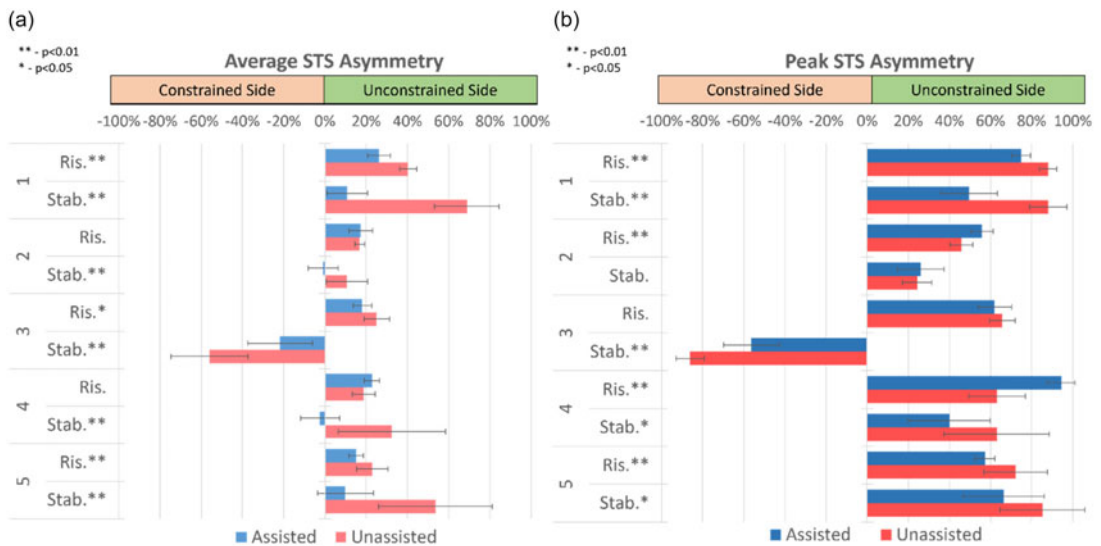 (a)
** - p<0.01
* - p<0.05
Average STS Asymmetry
Constrained Side Unconstrained Side
-100% -80% -60% -40% -20% 0% 20% 40% 60% 80% 100%
1
Ris.**
Stab.**
2
Ris.
Stab.**
3
Ris.*
Stab.**
4
Ris.
Stab.**
5
Ris.**
Stab.**
Assisted Unassisted
(b)
** - p<0.01
* - p<0.05
Peak STS Asymmetry
Constrained Side Unconstrained Side
-100% -80% -60% -40% -20% 0% 20% 40% 60% 80% 100%
1
Ris.**
Stab.**
2
Ris.**
Stab.
3
Ris.
Stab.**
4
Ris.**
Stab.*
5
Ris.**
Stab.*
Assisted Unassisted